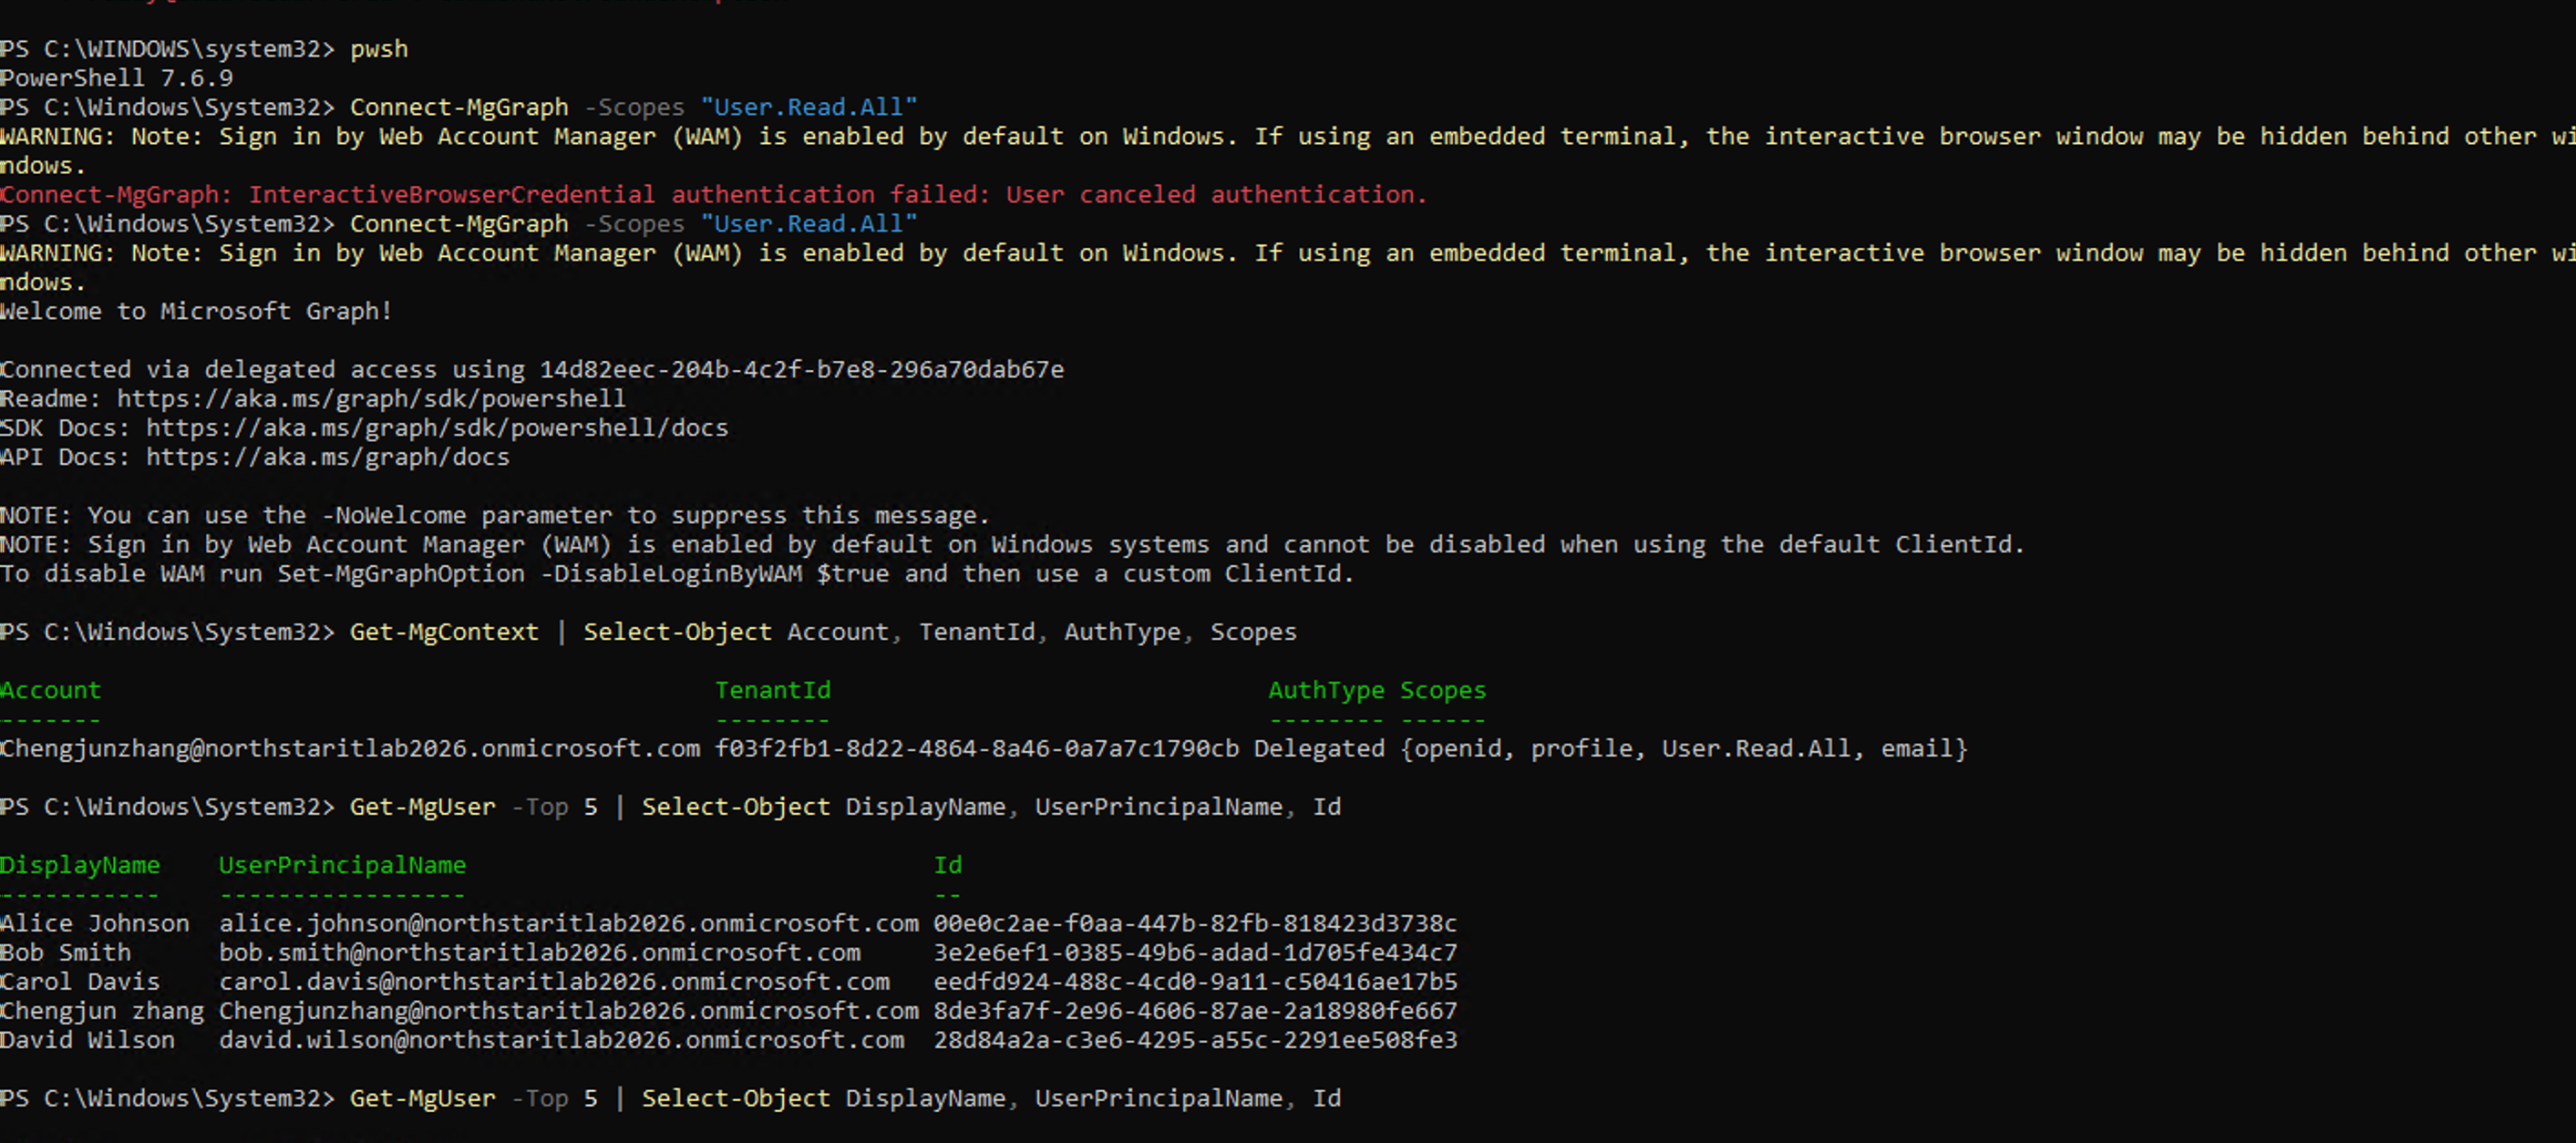 PS C:\WINDOWS\system32> pwsh
PowerShell 7.6.9
PS C:\Windows\System32> Connect-MgGraph -Scopes "User.Read.All"
WARNING: Note: Sign in by Web Account Manager (WAM) is enabled by default on Windows. If using an embedded terminal, the interactive browser window may be hidden behind other wi
ndows.
Connect-MgGraph: InteractiveBrowserCredential authentication failed: User canceled authentication.
PS C:\Windows\System32> Connect-MgGraph -Scopes "User.Read.All"
WARNING: Note: Sign in by Web Account Manager (WAM) is enabled by default on Windows. If using an embedded terminal, the interactive browser window may be hidden behind other wi
ndows.
Welcome to Microsoft Graph!
Connected via delegated access using 14d82eec-204b-4c2f-b7e8-296a70dab67e
Readme: https://aka.ms/graph/sdk/powershell
SDK Docs: https://aka.ms/graph/sdk/powershell/docs
API Docs: https://aka.ms/graph/docs
NOTE: You can use the -NoWelcome parameter to suppress this message.
NOTE: Sign in by Web Account Manager (WAM) is enabled by default on Windows systems and cannot be disabled when using the default ClientId.
To disable WAM run Set-MgGraphOption -DisableLoginByWAM $true and then use a custom ClientId.
PS C:\Windows\System32> Get-MgContext | Select-Object Account, TenantId, AuthType, Scopes
Account TenantId AuthType Scopes
------- -------- -------- ------
Chengjunzhang@northstaritlab2026.onmicrosoft.com f03f2fb1-8d22-4864-8a46-0a7a7c1790cb Delegated {openid, profile, User.Read.All, email}
PS C:\Windows\System32> Get-MgUser -Top 5 | Select-Object DisplayName, UserPrincipalName, Id
DisplayName UserPrincipalName Id
----------- ----------------- --
Alice Johnson alice.johnson@northstaritlab2026.onmicrosoft.com 00e0c2ae-f0aa-447b-82fb-818423d3738c
Bob Smith bob.smith@northstaritlab2026.onmicrosoft.com 3e2e6ef1-0385-49b6-adad-1d705fe434c7
Carol Davis carol.davis@northstaritlab2026.onmicrosoft.com eedfd924-488c-4cd0-9a11-c50416ae17b5
Chengjun zhang Chengjunzhang@northstaritlab2026.onmicrosoft.com 8de3fa7f-2e96-4606-87ae-2a18980fe667
David Wilson david.wilson@northstaritlab2026.onmicrosoft.com 28d84a2a-c3e6-4295-a55c-2291ee508fe3
PS C:\Windows\System32> Get-MgUser -Top 5 | Select-Object DisplayName, UserPrincipalName, Id